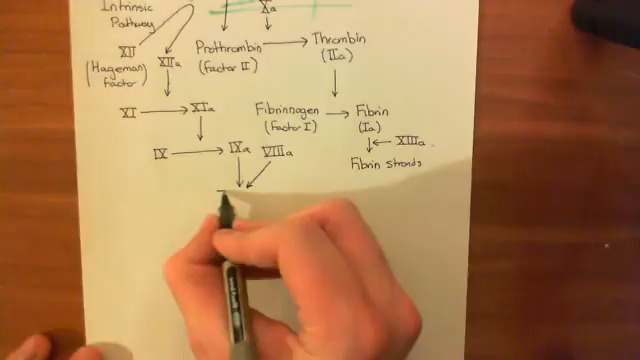 Intrinsic
Pathway
Xa
XII
(Hageman
Factor)
XIIa
Prothrombin
(factor II)
Thrombin
(IIa)
XI
XIa
Fibrinnogen
(factor I)
Fibrin
(Ia)
XIIIa
Fibrin strands
IX
IXa
VIIIa